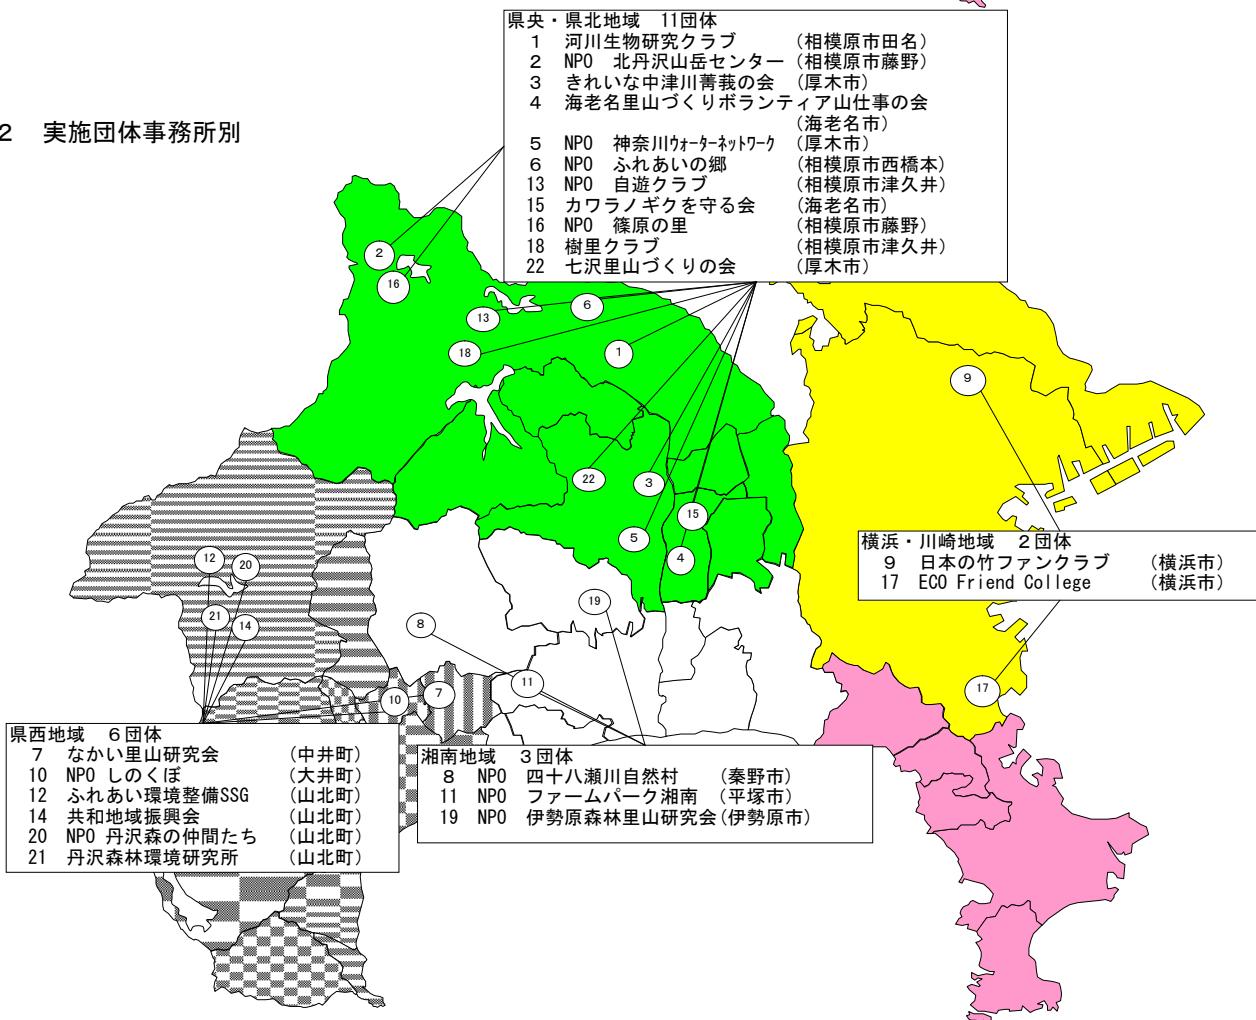 県央・県北地域　11団体
1　河川生物研究クラブ　（相模原市田名）
2　NPO　北丹沢山岳センター（相模原市藤野）
3　きれいな中津川菁莪の会　（厚木市）
4　海老名里山づくりボランティア山仕事の会
（海老名市）
5　NPO　神奈川ｳｫｰﾀｰﾈｯﾄﾜｰｸ　（厚木市）
6　NPO　ふれあいの郷　（相模原市西橋本）
13　NPO　自遊クラブ　（相模原市津久井）
15　カワラノギクを守る会　（海老名市）
16　NPO　篠原の里　（相模原市藤野）
18　樹里クラブ　（相模原市津久井）
22　七沢里山づくりの会　（厚木市）
2　実施団体事務所別
2
16
13
6
18
1
9
22
3
15
5
4
横浜・川崎地域　2団体
9　日本の竹ファンクラブ　（横浜市）
17　ECO Friend College　（横浜市）
12
20
19
21
14
8
11
17
10
7
県西地域　6団体
7　なかい里山研究会　（中井町）
10　NPO しのくぼ　（大井町）
12　ふれあい環境整備SSG　（山北町）
14　共和地域振興会　（山北町）
20　NPO 丹沢森の仲間たち　（山北町）
21　丹沢森林環境研究所　（山北町）
湘南地域　3団体
8　NPO　四十八瀬川自然村　（秦野市）
11　NPO　ファームパーク湘南　（平塚市）
19　NPO　伊勢原森林里山研究会（伊勢原市）